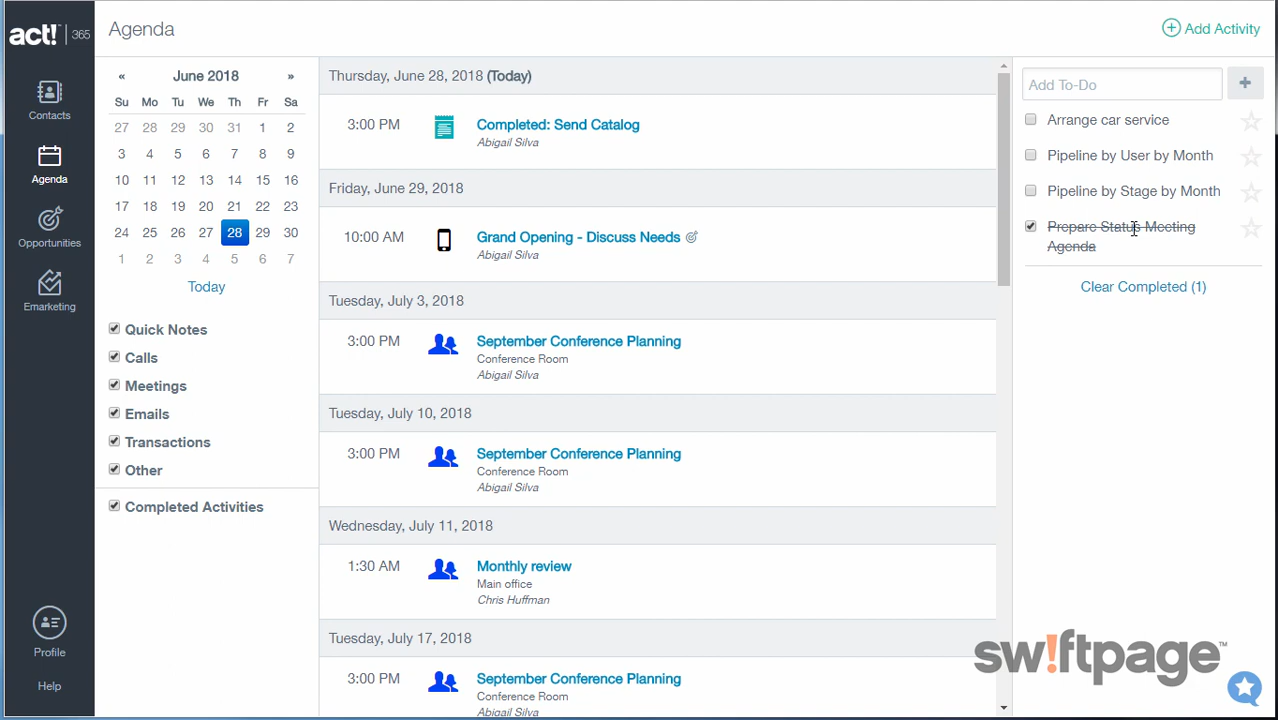 act! 365
Contacts
Agenda
Opportunities
Emarketing
Profile
Help
Agenda
Add Activity
« June 2018 »
Su Mo Tu We Th Fr Sa
27 28 29 30 31 1 2
3 4 5 6 7 8 9
10 11 12 13 14 15 16
17 18 19 20 21 22 23
24 25 26 27 28 29 30
1 2 3 4 5 6 7
Today
Quick Notes
Calls
Meetings
Emails
Transactions
Other
Completed Activities
Thursday, June 28, 2018 (Today)
3:00 PM Completed: Send Catalog
Abigail Silva
Friday, June 29, 2018
10:00 AM Grand Opening - Discuss Needs
Abigail Silva
Tuesday, July 3, 2018
3:00 PM September Conference Planning
Conference Room
Abigail Silva
Tuesday, July 10, 2018
3:00 PM September Conference Planning
Conference Room
Abigail Silva
Wednesday, July 11, 2018
1:30 AM Monthly review
Main office
Chris Huffman
Tuesday, July 17, 2018
3:00 PM September Conference Planning
Conference Room
Abigail Silva
Add To-Do +
Arrange car service
Pipeline by User by Month
Pipeline by Stage by Month
Prepare Status Meeting
Agenda
Clear Completed (1)
sw!ftpage™